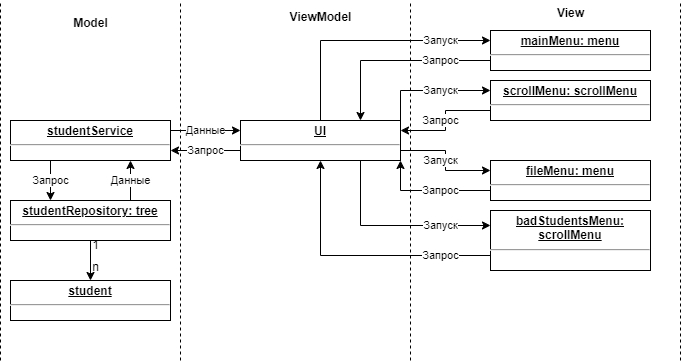 Model
ViewModel
View
Запуск
mainMenu: menu
Запрос
Запуск
scrollMenu: scrollMenu
Запрос
studentService
Данные
UI
Запрос
Запуск
fileMenu: menu
Запрос
Запрос
Данные
studentRepository: tree
Запуск
badStudentsMenu:
scrollMenu
Запрос
1
n
student